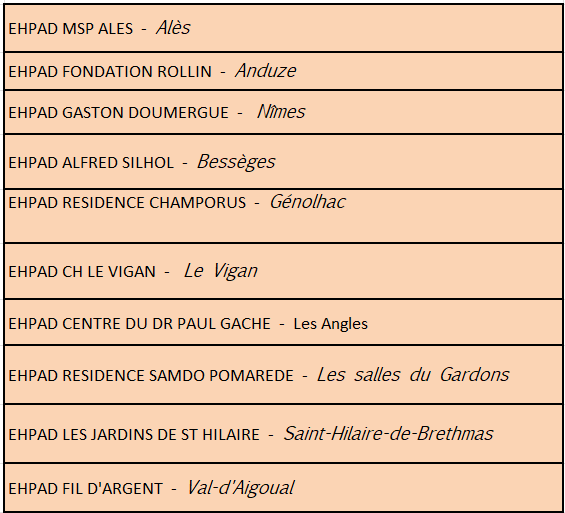 EHPAD MSP ALES - Alès
EHPAD FONDATION ROLLIN - Anduze
EHPAD GASTON DOUMERGUE - Nîmes
EHPAD ALFRED SILHOL - Bessèges
EHPAD RESIDENCE CHAMPORUS - Génolhac
EHPAD CH LE VIGAN - Le Vigan
EHPAD CENTRE DU DR PAUL GACHE - Les Angles
EHPAD RESIDENCE SAMDO POMAREDE - Les salles du Gardons
EHPAD LES JARDINS DE ST HILAIRE - Saint-Hilaire-de-Brethmas
EHPAD FIL D'ARGENT - Val-d'Aigoual